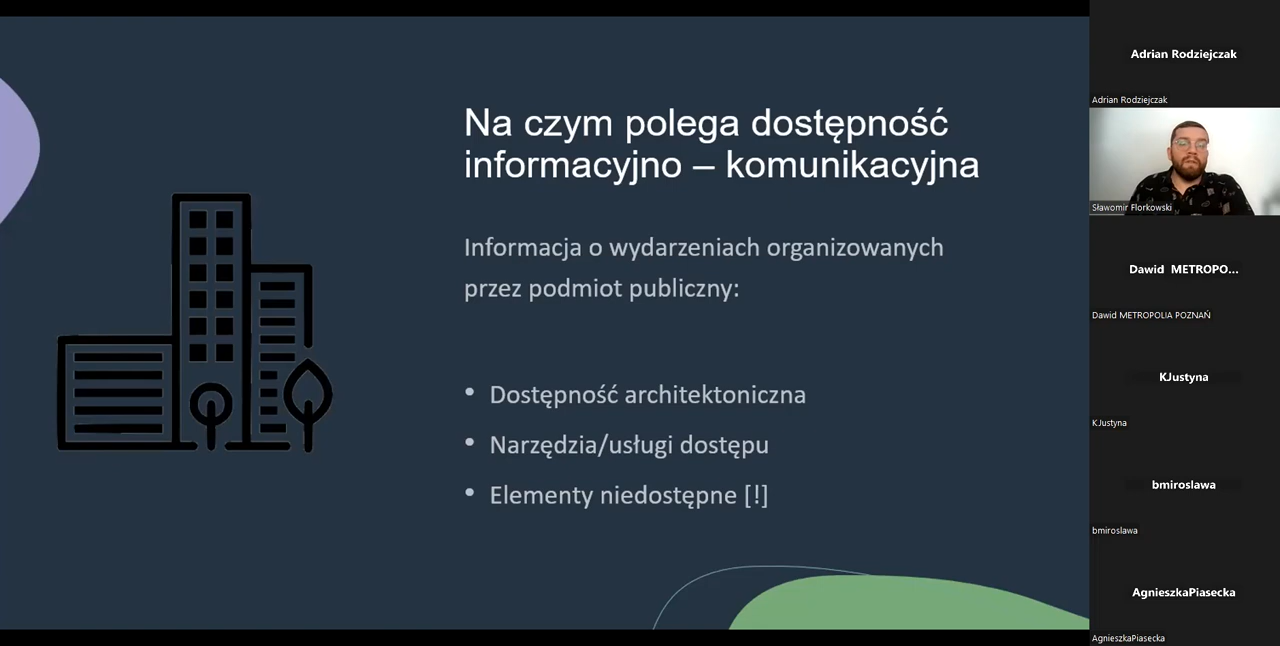 Na czym polega dostępność
informacyjno – komunikacyjna
Informacja o wydarzeniach organizowanych
przez podmiot publiczny:
• Dostępność architektoniczna
• Narzędzia/usługi dostępu
• Elementy niedostępne [!]
Adrian Rodziejczak
Adrian Rodziejczak
Sławomir Florkowski
Dawid METROPO...
Dawid METROPOLIA POZNAŃ
KJustyna
KJustyna
bmiroslawa
bmiroslawa
AgnieszkaPiasecka
AgnieszkaPiasecka